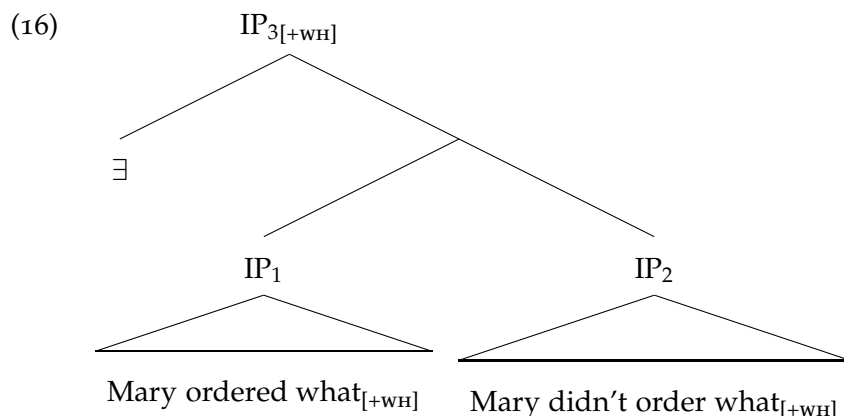 (16)
IP3[+WH]
∃
IP1 IP2
Mary ordered what[+WH] Mary didn't order what[+WH]